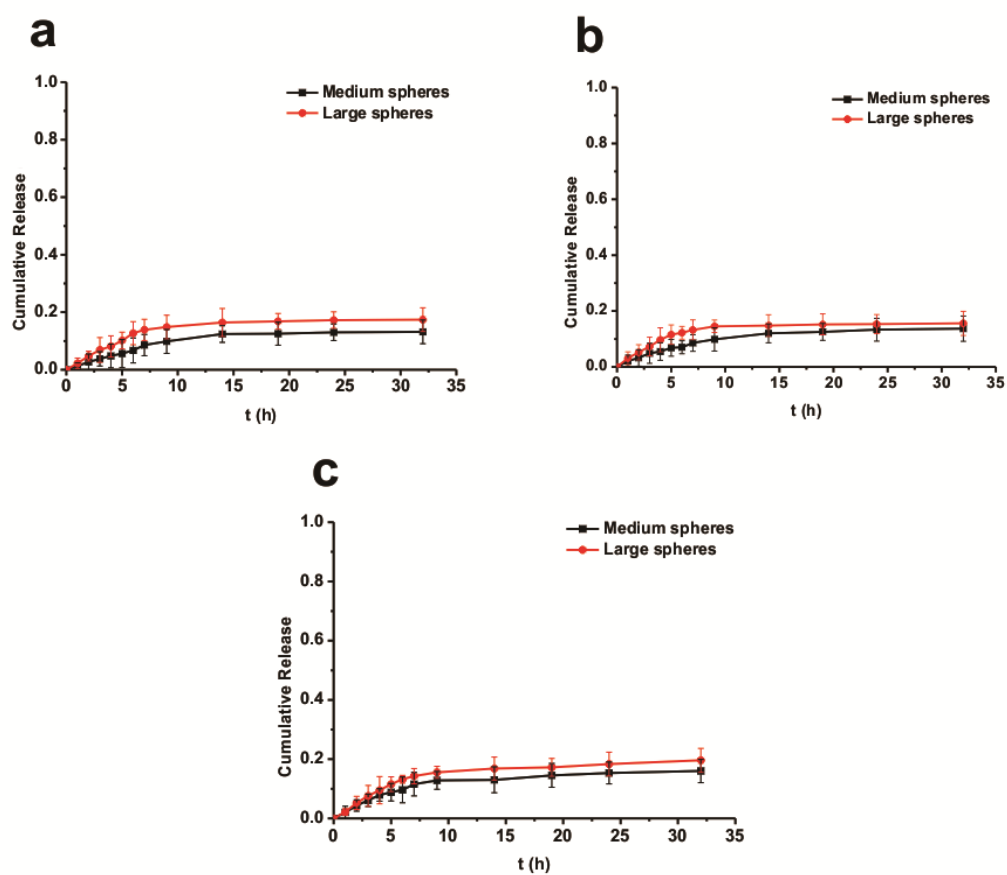 a
1.0
0.8
0.6
0.4
0.2
0.0
Cumulative Release
Medium spheres
Large spheres
0 5 10 15 20 25 30 35
t (h)
b
1.0
0.8
0.6
0.4
0.2
0.0
Cumulative Release
Medium spheres
Large spheres
0 5 10 15 20 25 30 35
t (h)
c
1.0
0.8
0.6
0.4
0.2
0.0
Cumulative Release
Medium spheres
Large spheres
0 5 10 15 20 25 30 35
t (h)